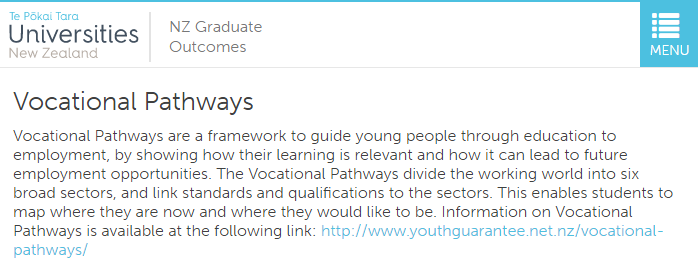 Te Pōkai Tara
Universities
New Zealand
NZ Graduate
Outcomes
MENU
Vocational Pathways
Vocational Pathways are a framework to guide young people through education to
employment, by showing how their learning is relevant and how it can lead to future
employment opportunities. The Vocational Pathways divide the working world into six
broad sectors, and link standards and qualifications to the sectors. This enables students to
map where they are now and where they would like to be. Information on Vocational
Pathways is available at the following link: http://www.youthguarantee.net.nz/vocational-
pathways/